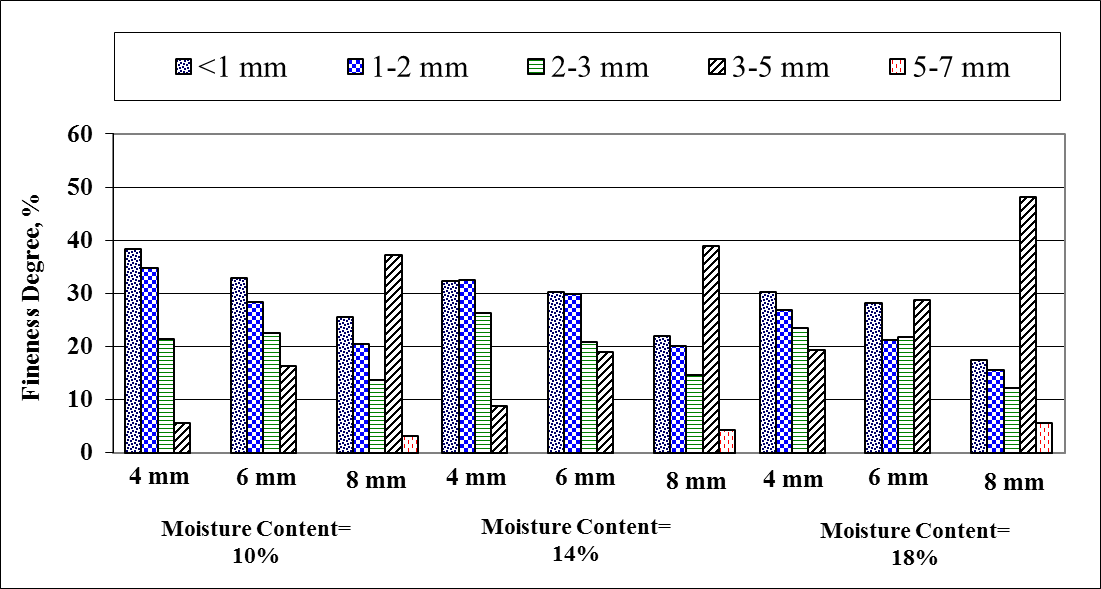 <1 mm 1-2 mm 2-3 mm 3-5 mm 5-7 mm
60
50
40
30
20
10
0
Fineness Degree, %
4 mm 6 mm 8 mm 4 mm 6 mm 8 mm 4 mm 6 mm 8 mm
Moisture Content=
10%
Moisture Content=
14%
Moisture Content=
18%